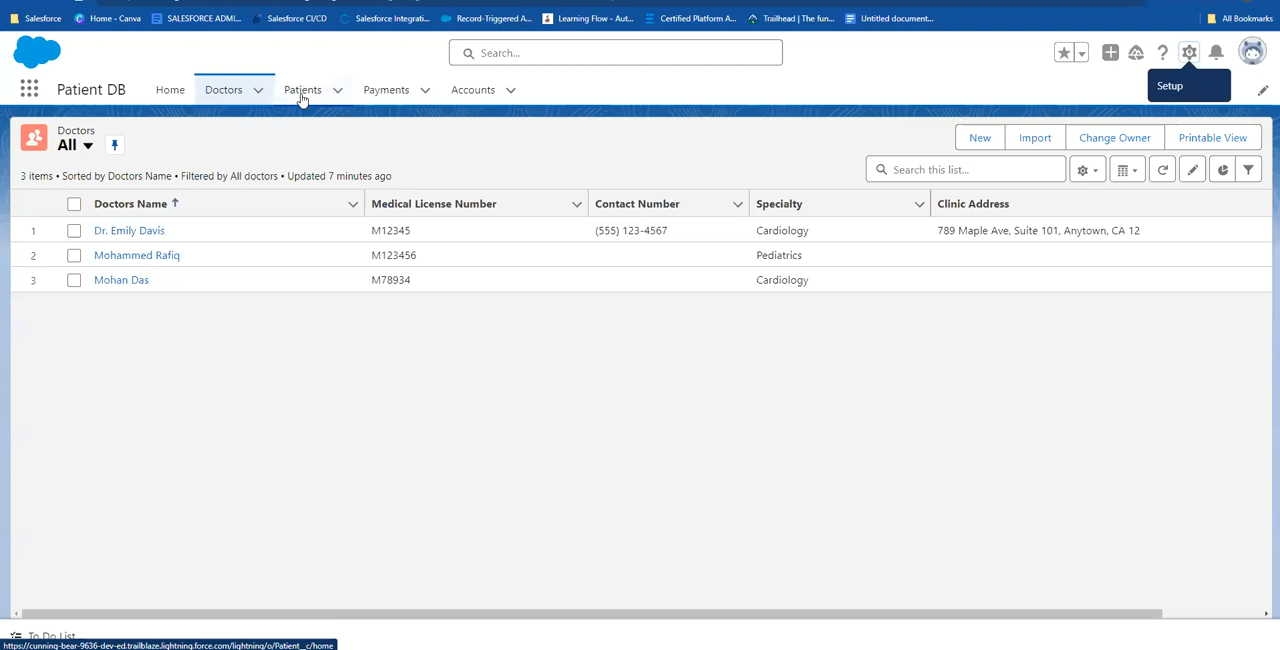 Salesforce Home - Canva SALESFORCE ADMI... Salesforce CI/CD Salesforce Integrati... Record-Triggered A... Learning Flow - Aut... Certified Platform A... Trailhead | The fun... Untitled document... All Bookmarks
Search...
Setup
Patient DB Home Doctors Patients Payments Accounts
Doctors
All
New Import Change Owner Printable View
3 items • Sorted by Doctors Name • Filtered by All doctors • Updated 7 minutes ago
Search this list...
Doctors Name Medical License Number Contact Number Specialty Clinic Address
1 Dr. Emily Davis M12345 (555) 123-4567 Cardiology 789 Maple Ave, Suite 101, Anytown, CA 12
2 Mohammed Rafiq M123456 Pediatrics
3 Mohan Das M78934 Cardiology
To Do List
https://cunning-bear-9636-dev-ed.trailblaze.lightning.force.com/lightning/o/Patient__c/home